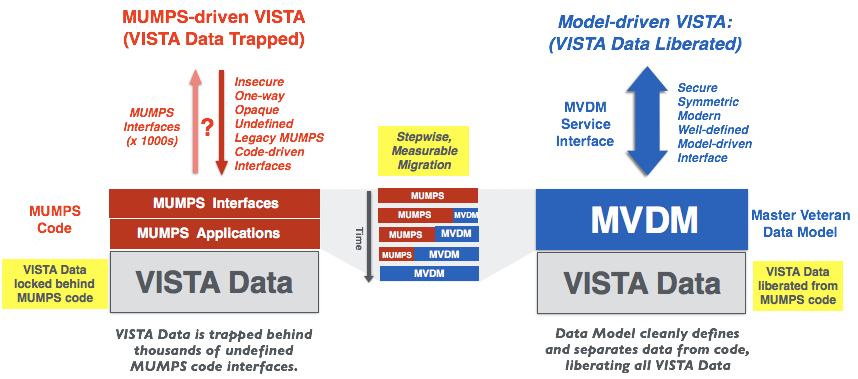 MUMPS-driven VISTA
(VISTA Data Trapped)
MUMPS
Interfaces
(x 1000s)
?
Insecure
One-way
Opaque
Undefined
Legacy MUMPS
Code-driven
Interfaces
MUMPS
Code
MUMPS Interfaces
MUMPS Applications
VISTA Data
locked behind
MUMPS code
VISTA Data
VISTA Data is trapped behind
thousands of undefined
MUMPS code interfaces.
Stepwise,
Measurable
Migration
Time
MUMPS
MUMPS MVDM
MUMPS MVDM
MUMPS MVDM
MVDM
Model-driven VISTA:
(VISTA Data Liberated)
MVDM
Service
Interface
Secure
Symmetric
Modern
Well-defined
Model-driven
Interface
MVDM
Master Veteran
Data Model
VISTA Data
VISTA Data
liberated from
MUMPS code
Data Model cleanly defines
and separates data from code,
liberating all VISTA Data